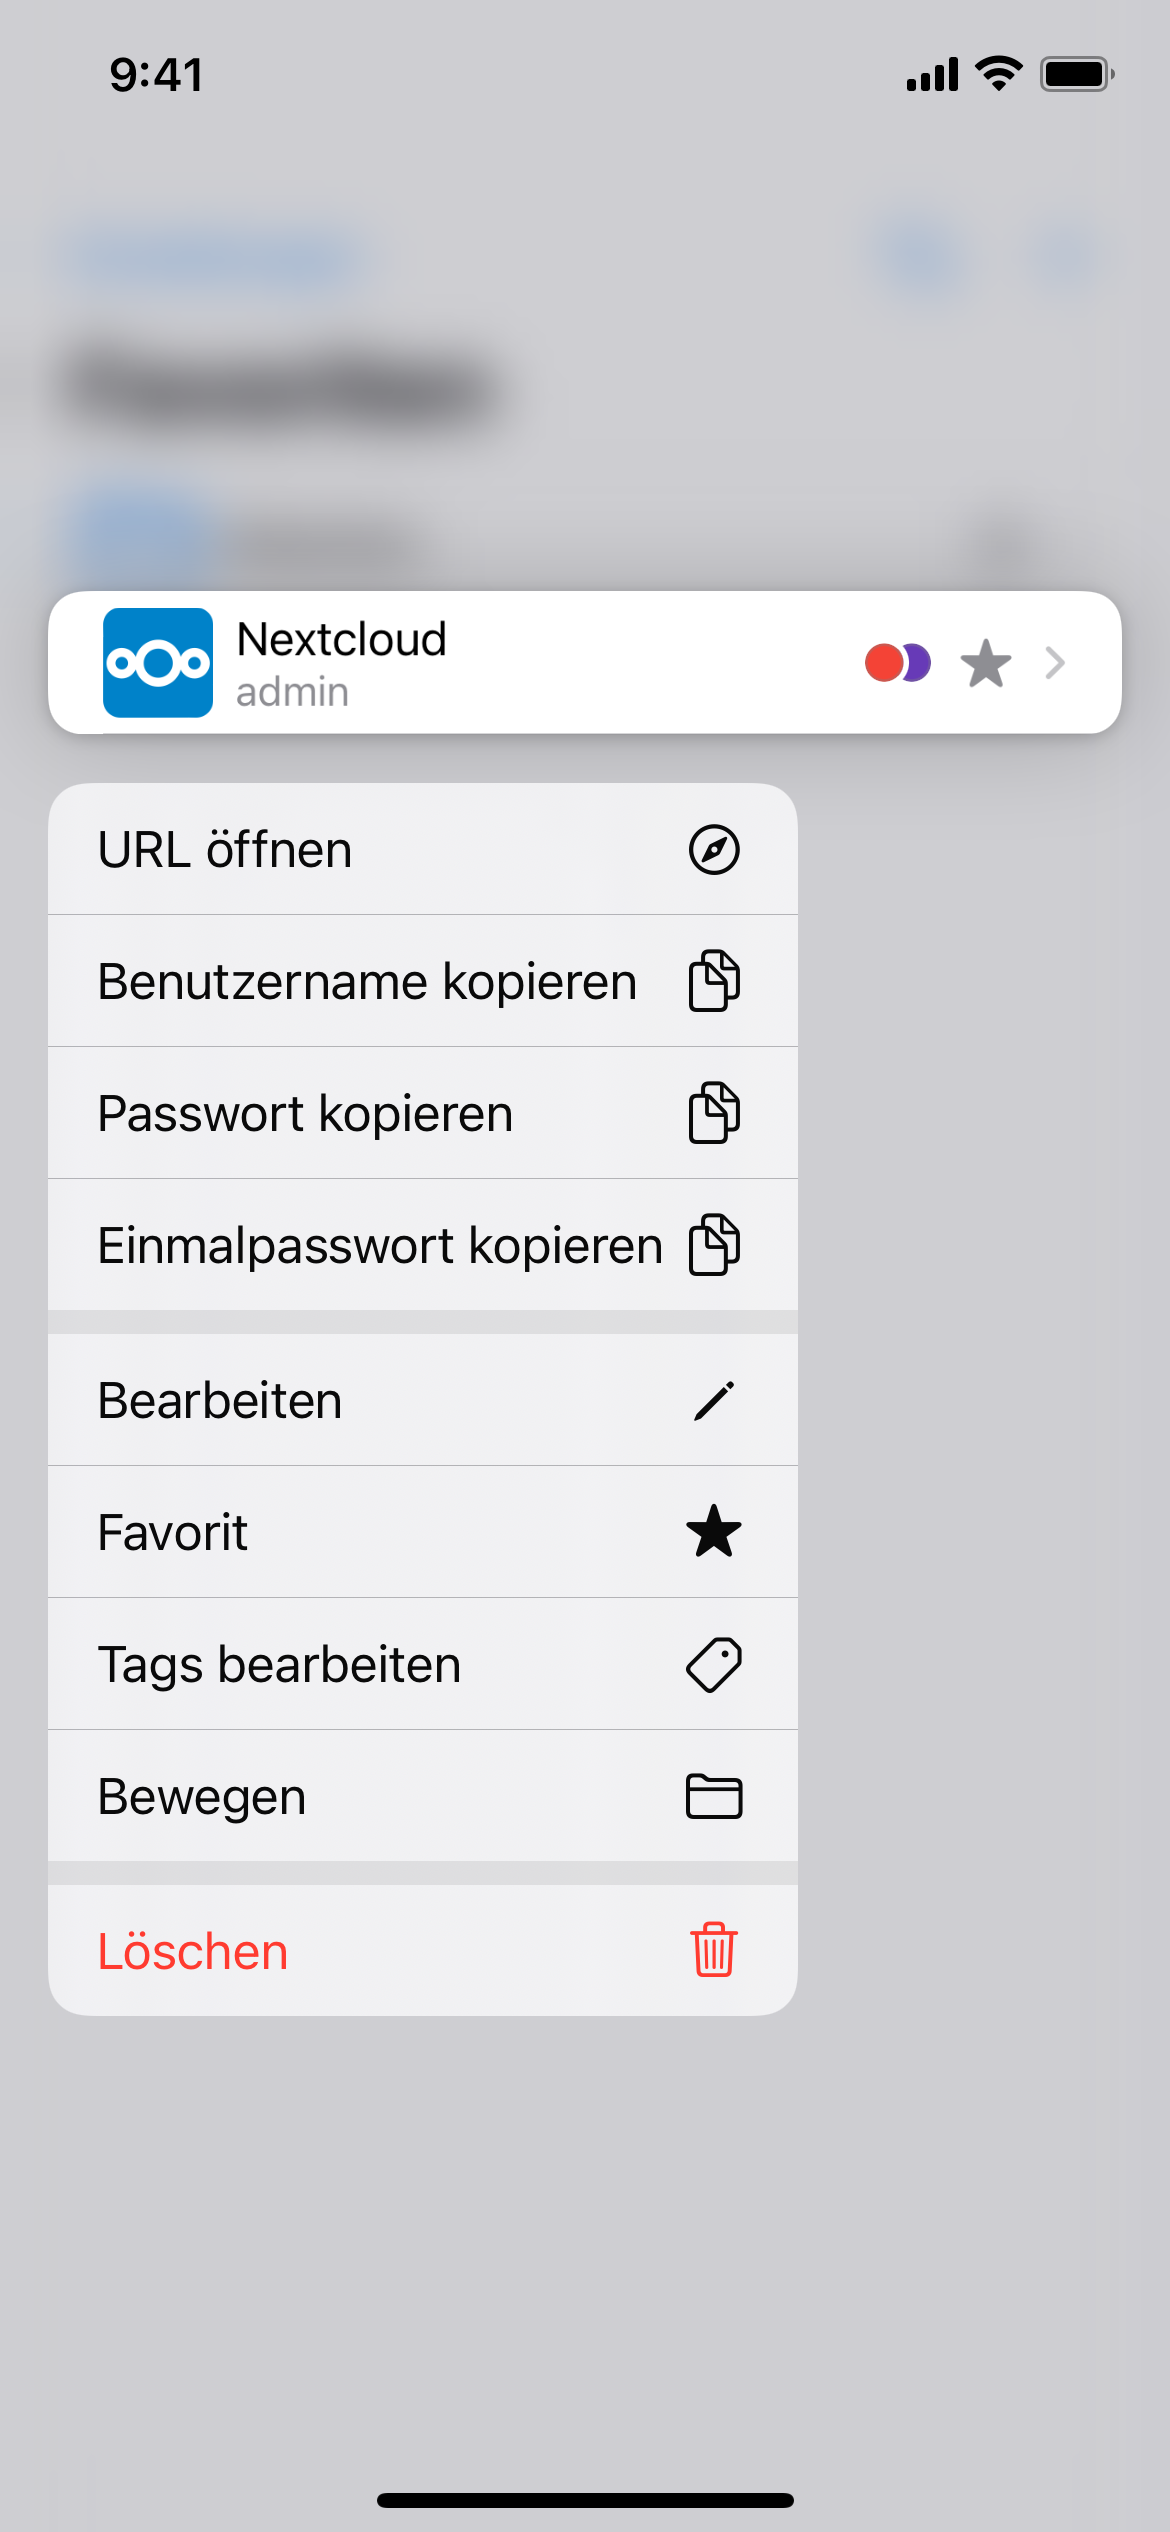 9:41
Nextcloud
admin
URL öffnen
Benutzername kopieren
Passwort kopieren
Einmalpasswort kopieren
Bearbeiten
Favorit
Tags bearbeiten
Bewegen
Löschen